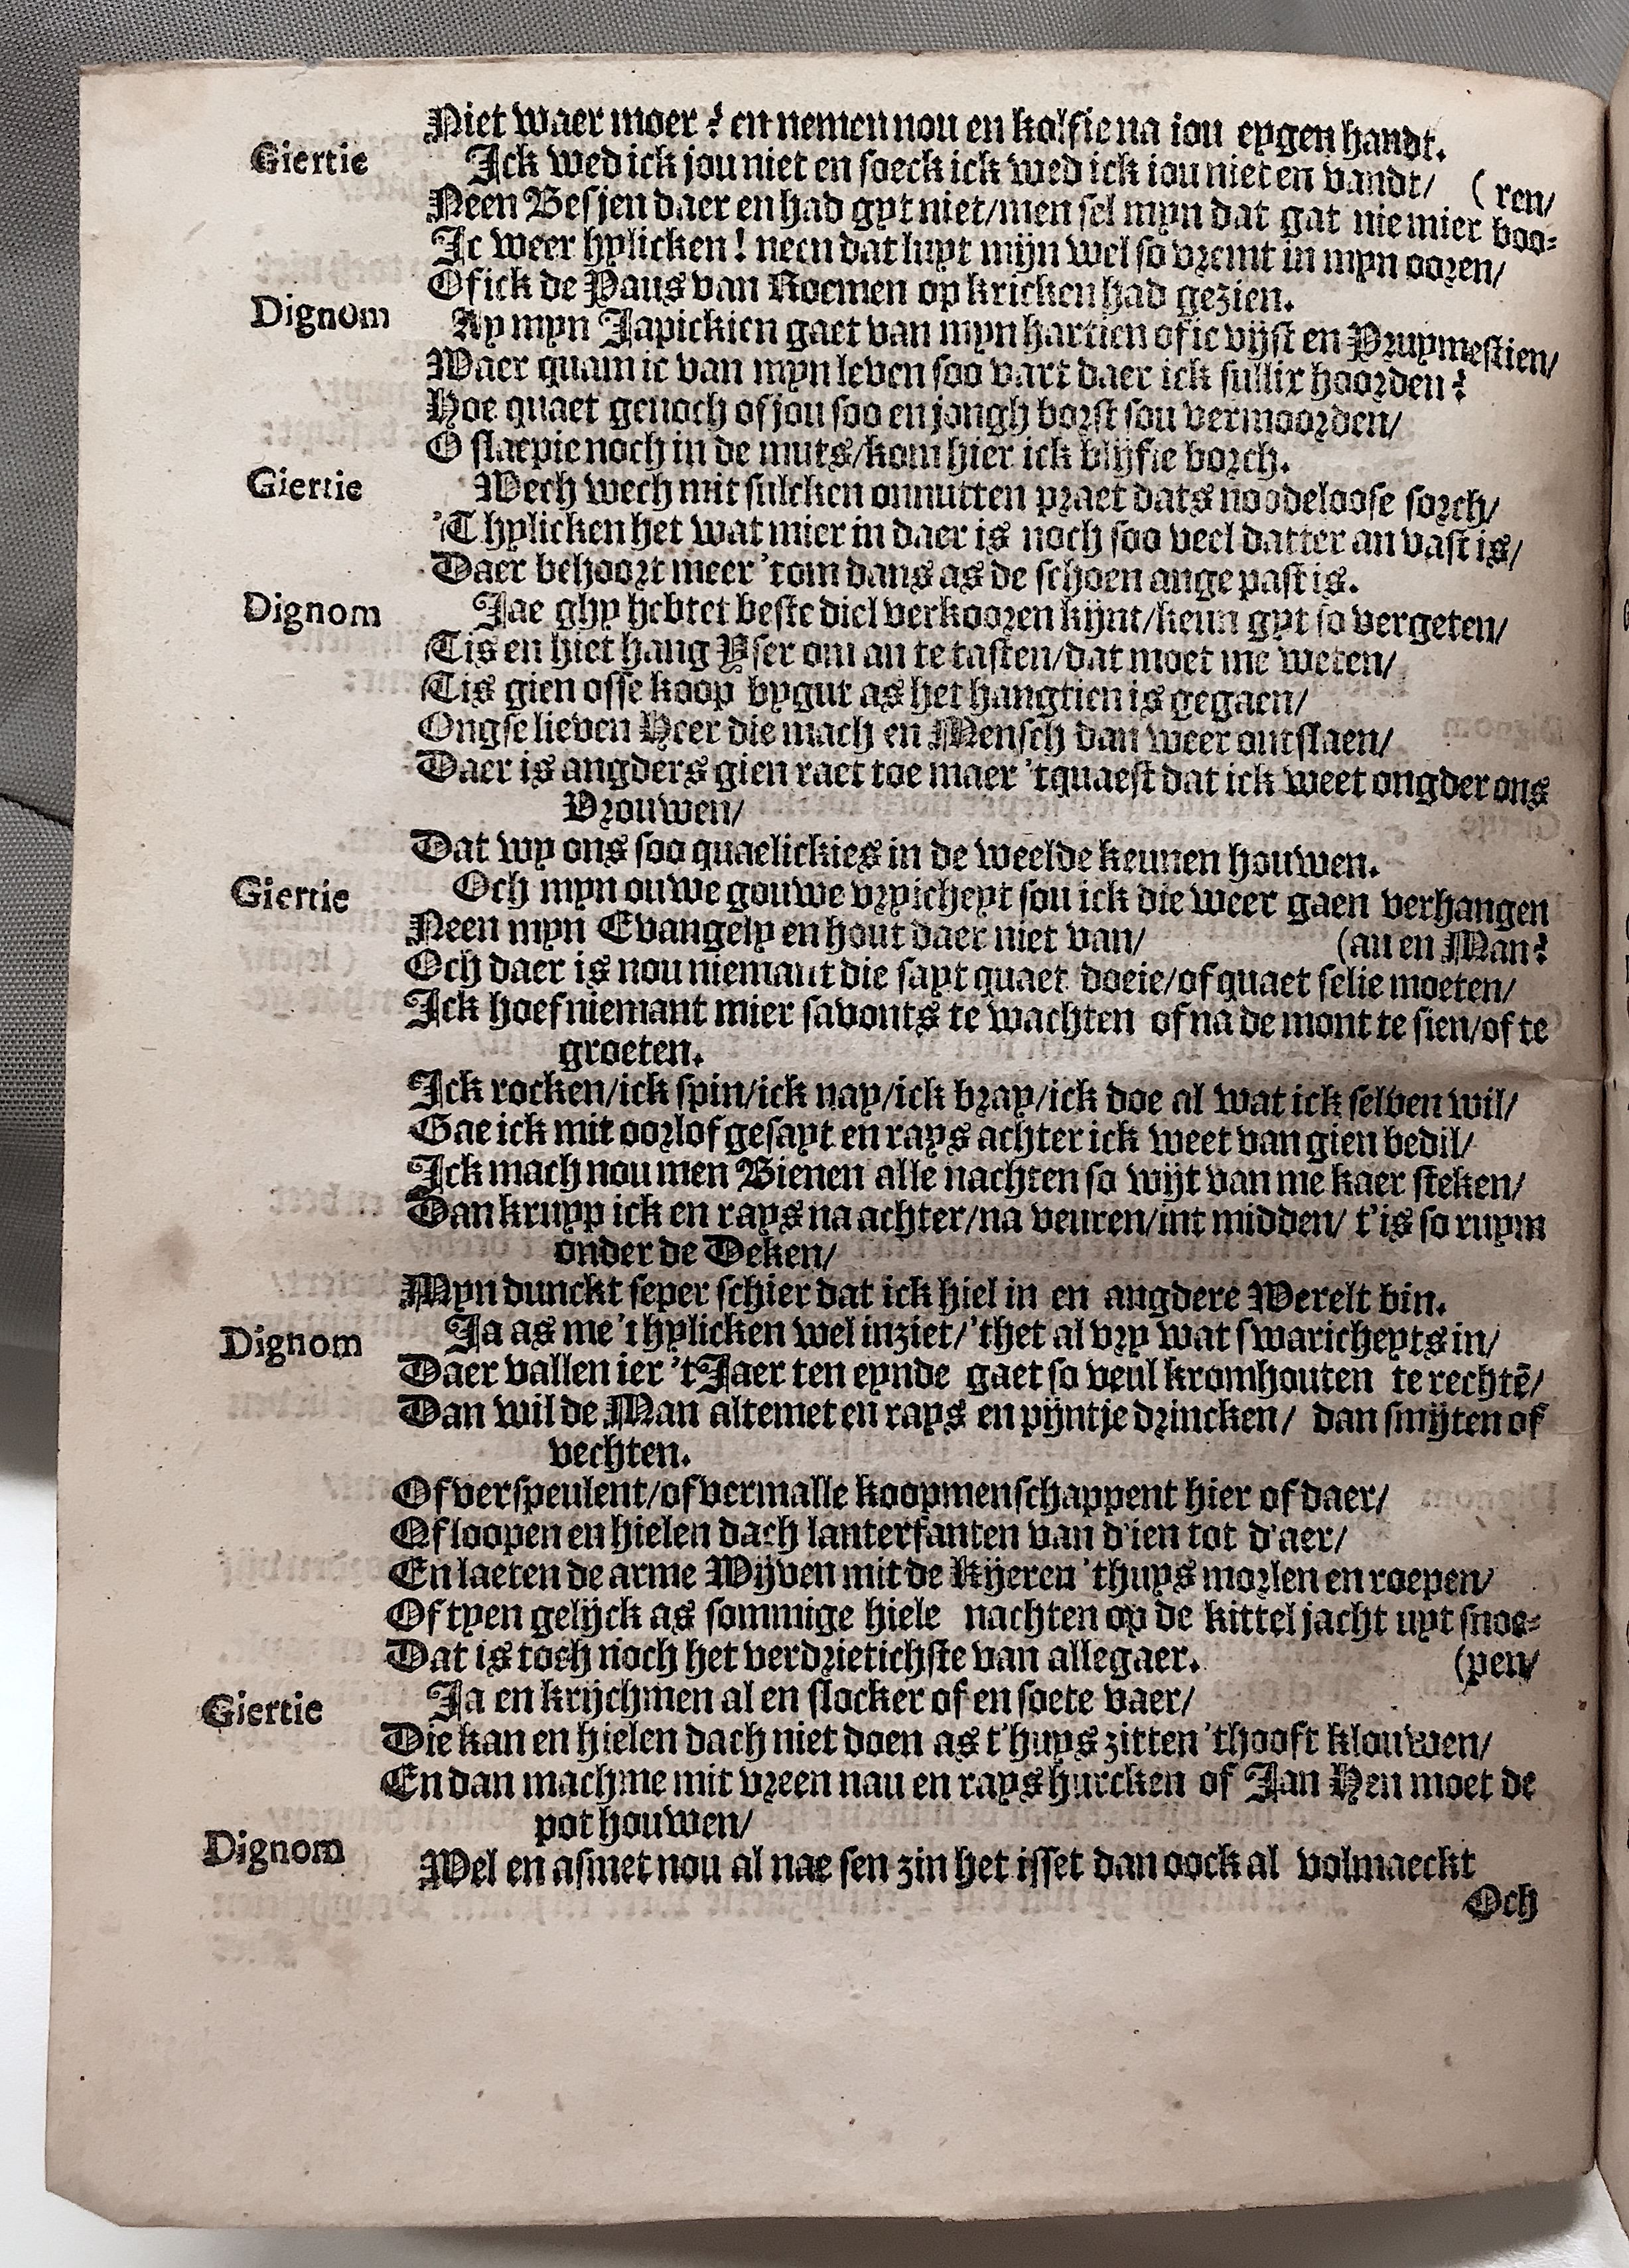 Niet waer moer? en nemen nou en kolfie na iou eygen handt.
Giertie Ick wed ick jou niet en soeck ick wed ick iou niet en vandt/ (ren/
Neen Besjen daer en had gyt niet/men sel myn dat gat nie mier boo-
Ic weer hylicken! neen dat luyt mijn wel so vremt in myn ooren/
Of ick de Paus van Roemen op kricken had gezien.
Dignom Ay myn Japickien gaet van myn hartien of ic vijst en Pruymestien/
Waer quam ic van myn leven soo vart daer ick sullix hoorden?
Hoe quaet genoch of jou soo en jongh borst sou vermoorden/
O slaepie noch in de muts/kom hier ick blijfie borch.
Giertie Wech wech mit sulcken onnutten praet dats noodeloose sorch/
'T hylicken het wat mier in daer is noch soo veel datter an vast is/
Daer behoort meer 'tom dans as de schoen ange past is.
Dignom Jae ghy hebtet beste diel verkooren kijnt/keun gyt so vergeten/
Tis en hiet hang Yser om an te tasten/dat moet me weten/
Tis gien osse koop bygut as het hangtien is gegaen/
Ongse lieven Heer die mach en Mensch dan weer ontslaen/
Daer is angders gien raet toe maer 'tquaest dat ick weet ongder ons
Vrouwen/
Dat wy ons soo quaelickies in de weelde keunen houwen.
Giertie Och myn ouwe gouwe vryicheyt sou ick die weer gaen verhangen
Neen myn Evangely en hout daer niet van/ (an en Man?
Och daer is nou niemant die sayt quaet doeie/of quaet selie moeten/
Ick hoef niemant mier savonts te wachten of na de mont te sien/of te
groeten.
Ick rocken/ick spin/ick nay/ick bray/ick doe al wat ick selven wil/
Gae ick mit oorlof gesayt en rays achter ick weet van gien bedil/
Ick mach nou men Bienen alle nachten so wijt van me kaer steken/
Dan kruyp ick en rays na achter/na veuren/int midden/ t'is so ruym
onder de Deken/
Myn dunckt seper schier dat ick hiel in en angdere Werelt bin.
Dignom Ja as me 't hylicken wel inziet/'thet al vry wat swaricheyts in/
Daer vallen ier 'tJaer ten eynde gaet so veul kromhouten te rechtē/
Dan wil de Man altemet en rays en pijntje drincken/ dan smijten of
vechten.
Of verspeulent/of vermalle koopmenschappent hier of daer/
Of loopen en hielen dach lanterfanten van d'ien tot d'aer/
En laeten de arme Wijven mit de Kijeren 'thuys morlen en roepen/
Of tyen gelijck as sommige hiele nachten op de kittel jacht uyt snoe-
Dat is toch noch het verdrietichste van allegaer. (pen/
Giertie Ja en krijchmen al en slocker of en soete vaer/
Die kan en hielen dach niet doen as t'huys zitten 'thooft klouwen/
En dan machme mit vreen nau en rays hurcken of Jan Hen moet de
pot houwen/
Dignom Wel en asmet nou al nae sen zin het isset dan oock al volmaeckt
Och